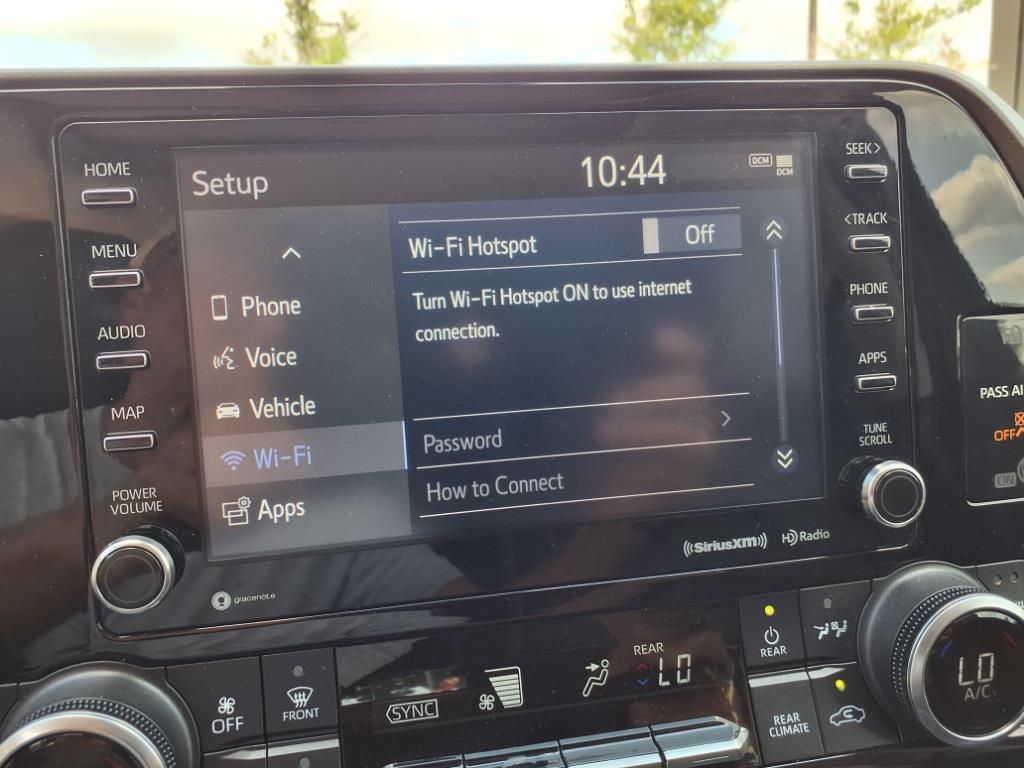 HOME
MENU
AUDIO
MAP
POWER
VOLUME
Setup
10:44
DCM
DCM
Phone
Voice
Vehicle
Wi-Fi
Apps
Wi-Fi Hotspot
Off
Turn Wi-Fi Hotspot ON to use internet
connection.
Password
How to Connect
SEEK>
<TRACK
PHONE
APPS
TUNE
SCROLL
gracenote
SiriusXM
HD Radio
PASS AI
OFF
ON
OFF
FRONT
SYNC
REAR
LO
REAR
REAR
CLIMATE
LO
A/C